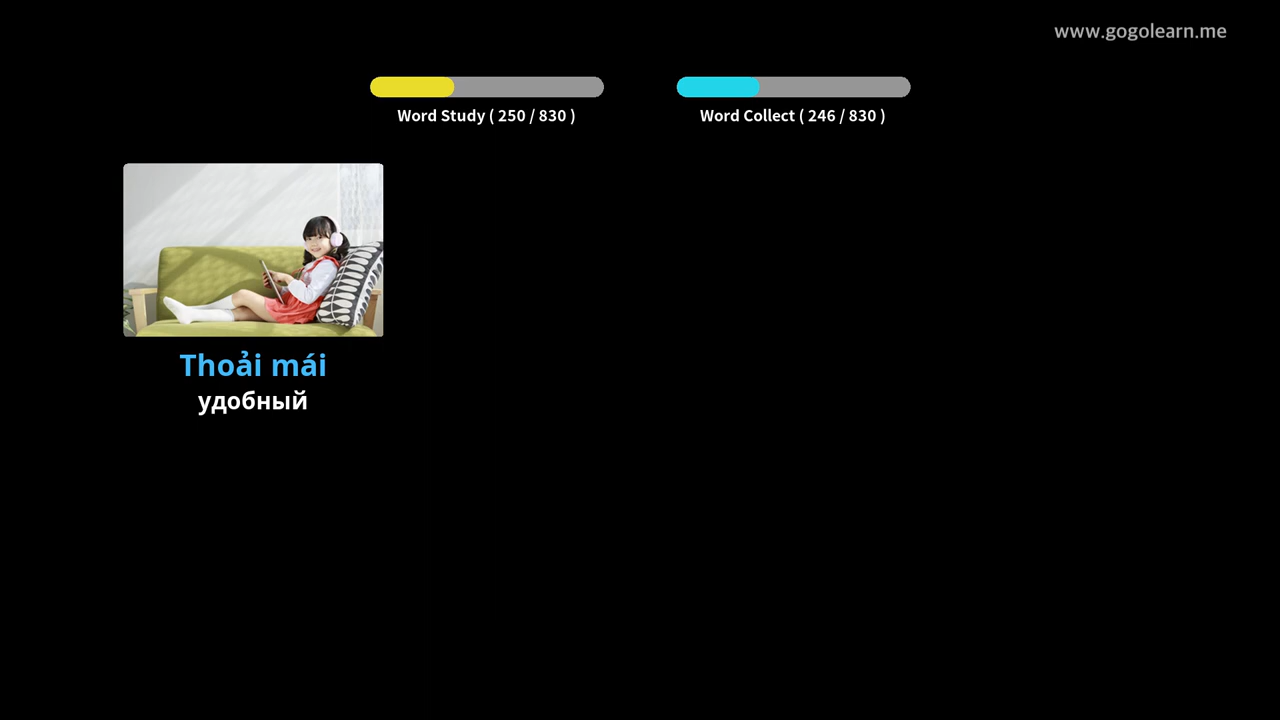 www.gogolearn.me
Word Study ( 250 / 830 )
Word Collect ( 246 / 830 )
Thoải mái
удобный